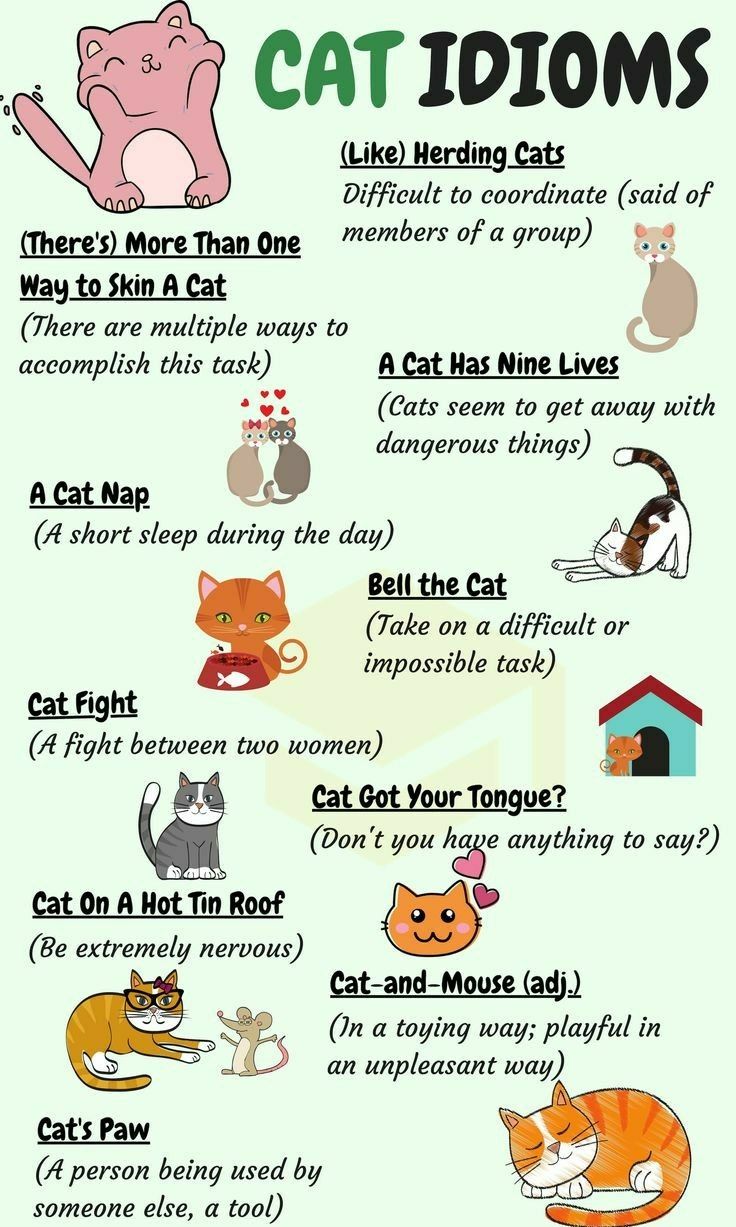 CAT IDIOMS
(Like) Herding Cats
Difficult to coordinate (said of
members of a group)
(There's) More Than One
Way to Skin A Cat
(There are multiple ways to
accomplish this task)
A Cat Has Nine Lives
(Cats seem to get away with
dangerous things)
A Cat Nap
(A short sleep during the day)
Bell the Cat
(Take on a difficult or
impossible task)
Cat Fight
(A fight between two women)
Cat Got Your Tongue?
(Don't you have anything to say?)
Cat On A Hot Tin Roof
(Be extremely nervous)
Cat-and-Mouse (adj.)
(In a toying way; playful in
an unpleasant way)
Cat's Paw
(A person being used by
someone else, a tool)